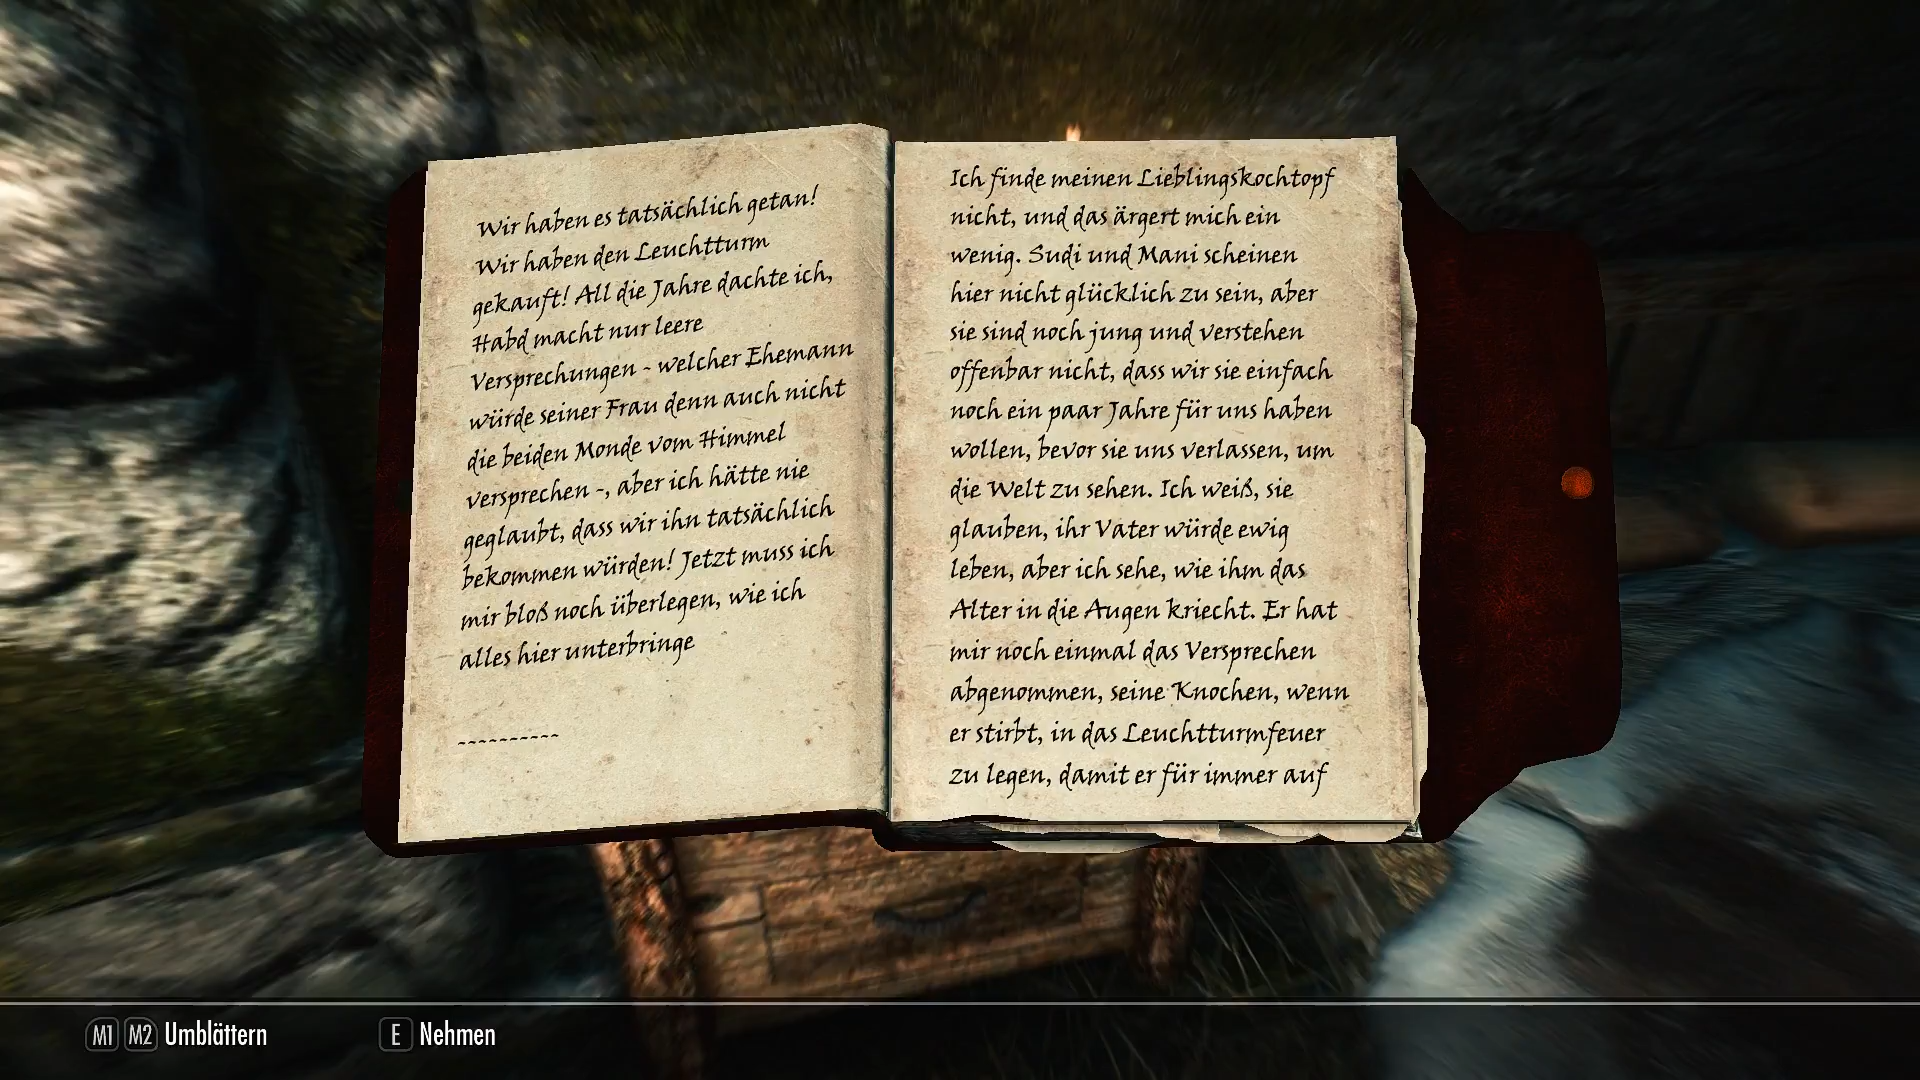 Wir haben es tatsächlich getan!
Wir haben den Leuchtturm
gekauft! All die Jahre dachte ich,
Habd macht nur leere
Versprechungen - welcher Ehemann
würde seiner Frau denn auch nicht
die beiden Monde vom Himmel
versprechen -, aber ich hätte nie
geglaubt, dass wir ihn tatsächlich
bekommen würden! Jetzt muss ich
mir bloß noch überlegen, wie ich
alles hier unterbringe
----------
Ich finde meinen Lieblingskochtopf
nicht, und das ärgert mich ein
wenig. Sudi und Mani scheinen
hier nicht glücklich zu sein, aber
sie sind noch jung und verstehen
offenbar nicht, dass wir sie einfach
noch ein paar Jahre für uns haben
wollen, bevor sie uns verlassen, um
die Welt zu sehen. Ich weiß, sie
glauben, ihr Vater würde ewig
leben, aber ich sehe, wie ihm das
Alter in die Augen kriecht. Er hat
mir noch einmal das Versprechen
abgenommen, seine Knochen, wenn
er stirbt, in das Leuchtturmfeuer
zu legen, damit er für immer auf
M1 M2 Umblättern
E Nehmen